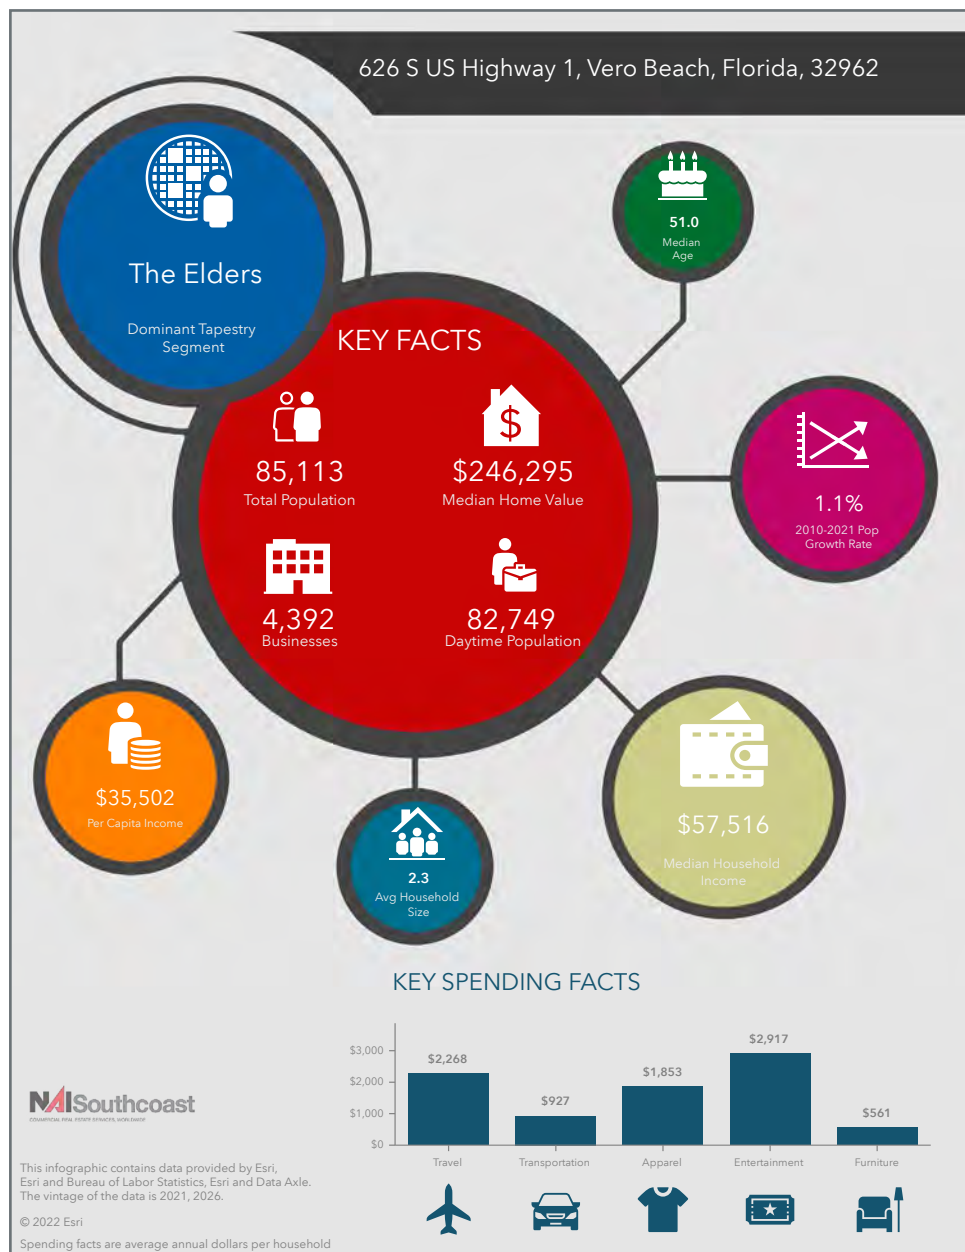 626 S US Highway 1, Vero Beach, Florida, 32962
The Elders
Dominant Tapestry
Segment
51.0
Median
Age
KEY FACTS
85,113
Total Population
$246,295
Median Home Value
4,392
Businesses
82,749
Daytime Population
1.1%
2010-2021 Pop
Growth Rate
$35,502
Per Capita Income
2.3
Avg Household
Size
$57,516
Median Household
Income
KEY SPENDING FACTS
$3,000
$2,000
$1,000
$0
$2,268
$927
$1,853
$2,917
$561
Travel
Transportation
Apparel
Entertainment
Furniture
NAISouthcoast
COMMERCIAL REAL ESTATE SERVICES, WORLDWIDE
This infographic contains data provided by Esri,
Esri and Bureau of Labor Statistics, Esri and Data Axle.
The vintage of the data is 2021, 2026.
© 2022 Esri
Spending facts are average annual dollars per household